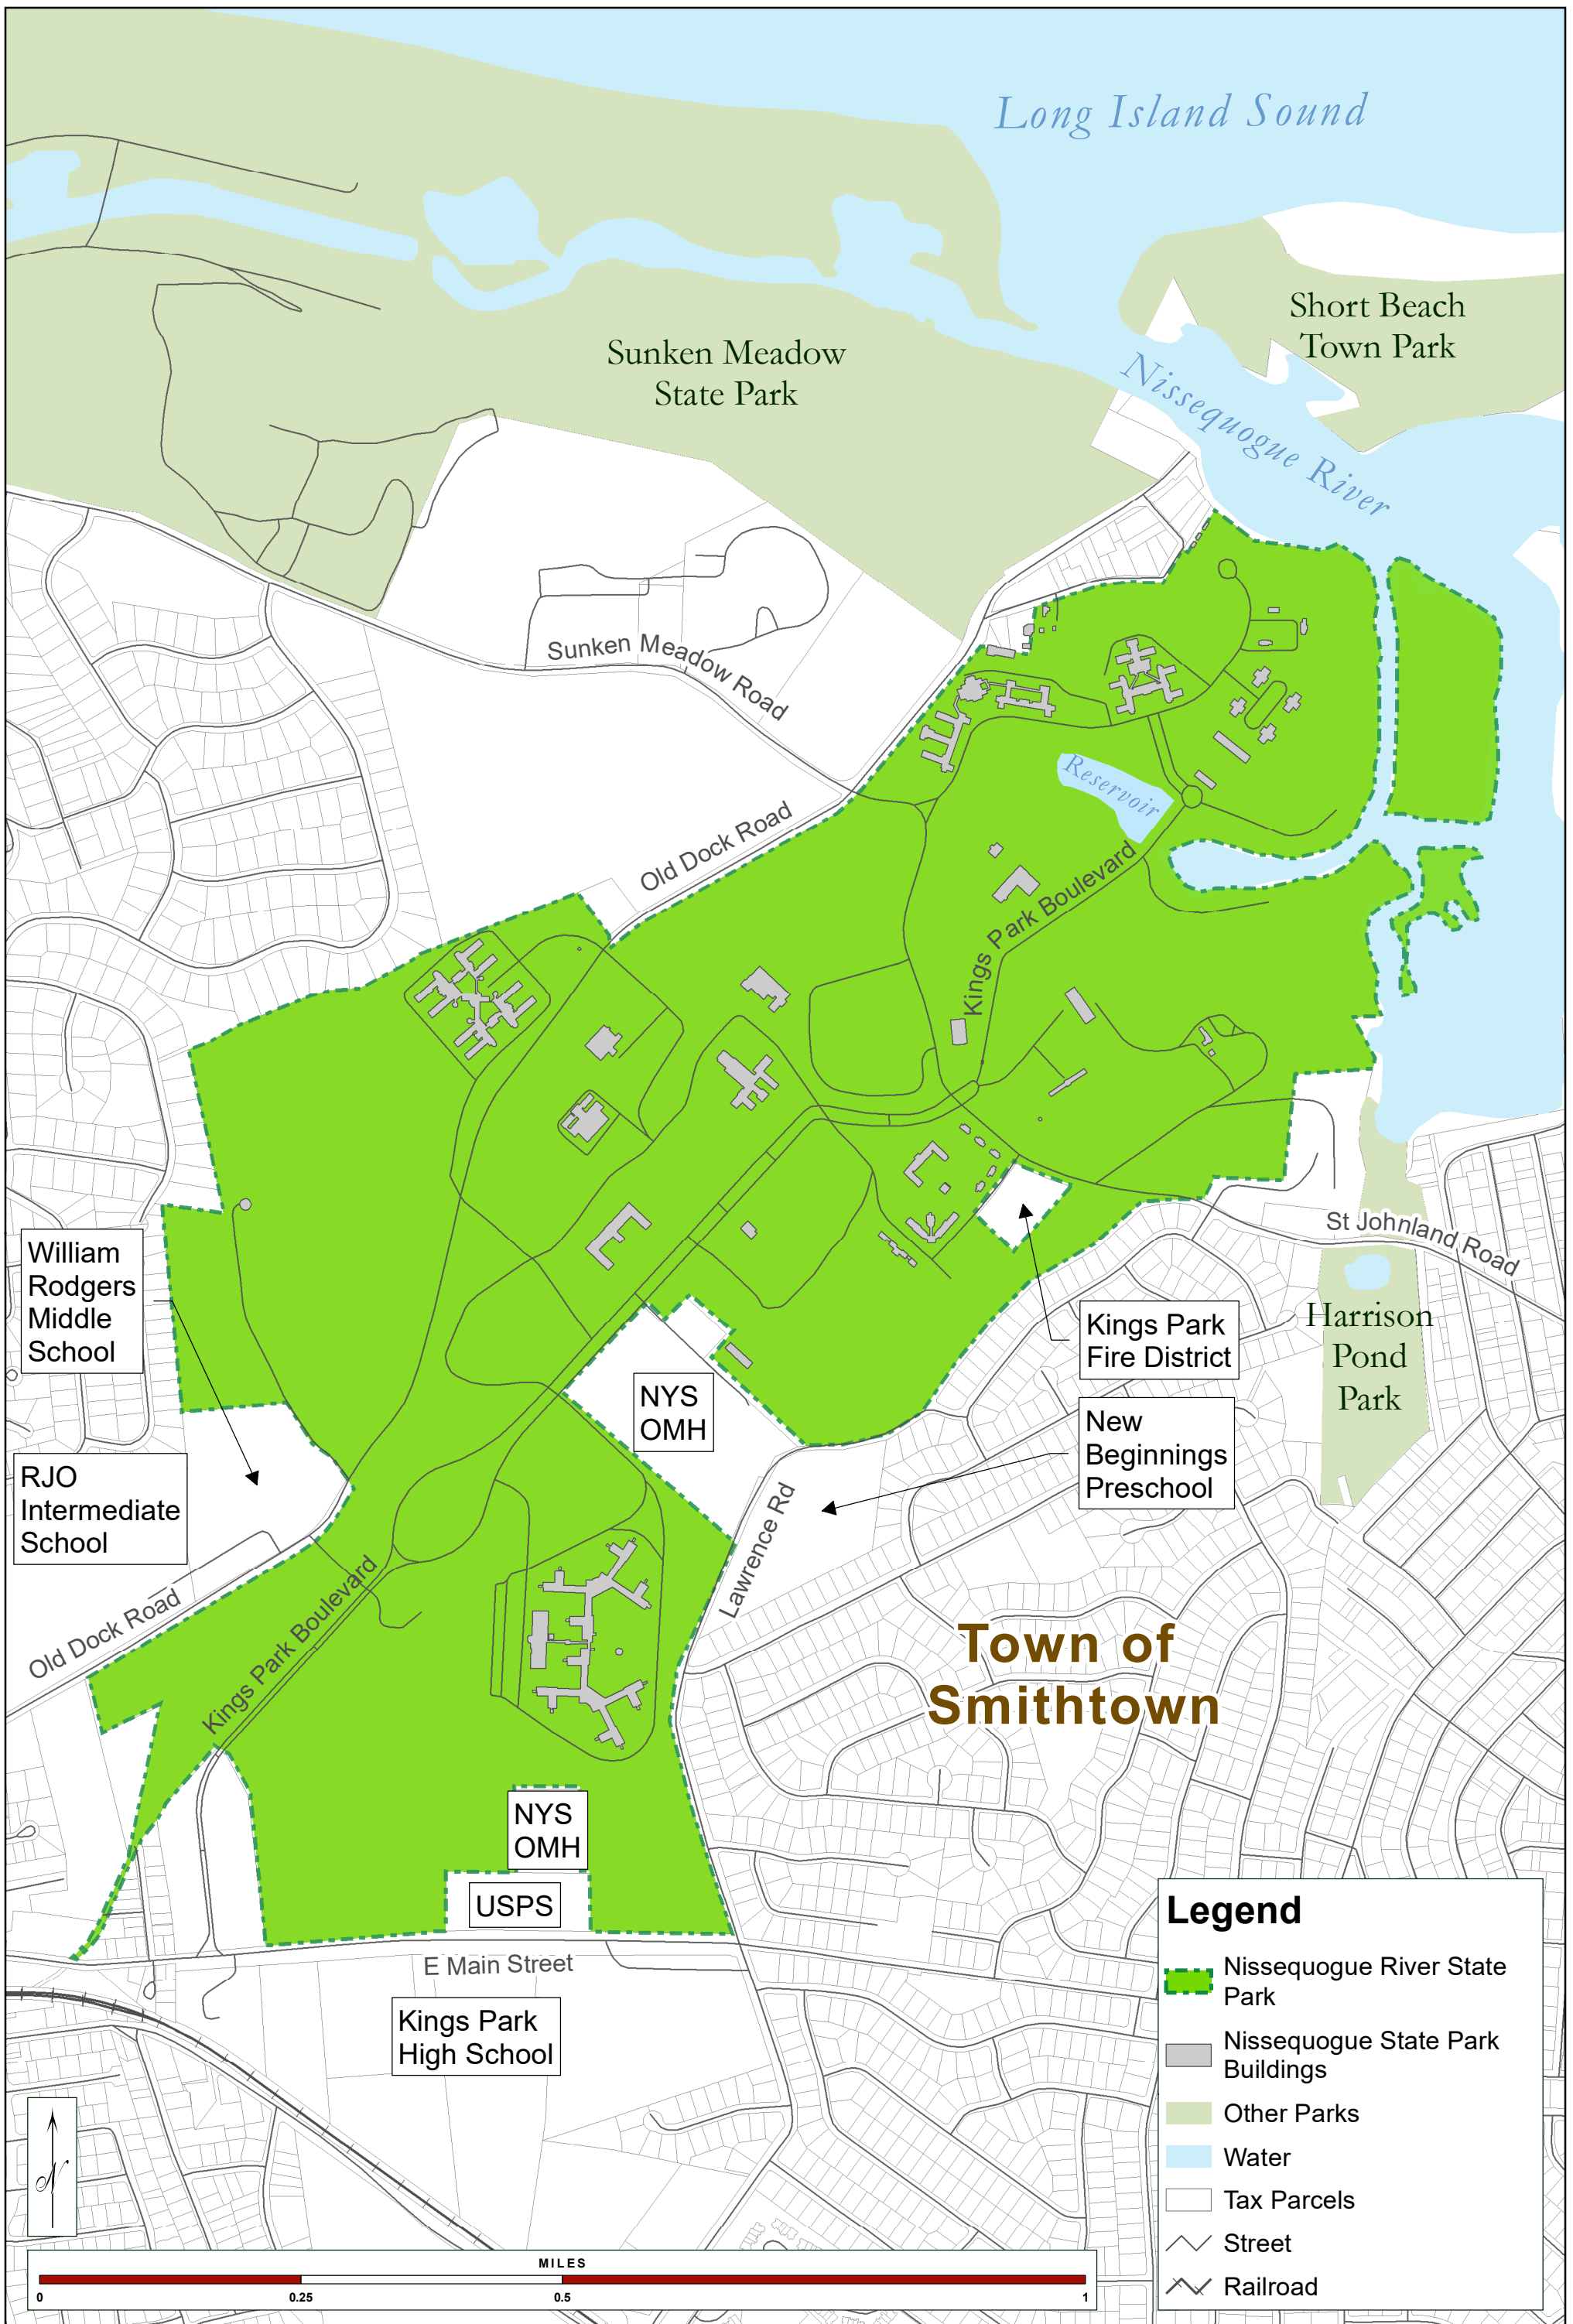 Long Island Sound
Short Beach
Town Park
Sunken Meadow
State Park
Nissequogue River
Sunken Meadow Road
Reservoir
Old Dock Road
Kings Park Boulevard
St Johnland Road
William
Rodgers
Middle
School
Kings Park
Fire District
Harrison
Pond
Park
NYS
OMH
New
Beginnings
Preschool
RJO
Intermediate
School
Lawrence Rd
Old Dock Road
Kings Park Boulevard
Town of
Smithtown
NYS
OMH
USPS
E Main Street
Kings Park
High School
Legend
Nissequogue River State
Park
Nissequogue State Park
Buildings
Other Parks
Water
Tax Parcels
Street
Railroad
N
MILES
0 0.25 0.5 1